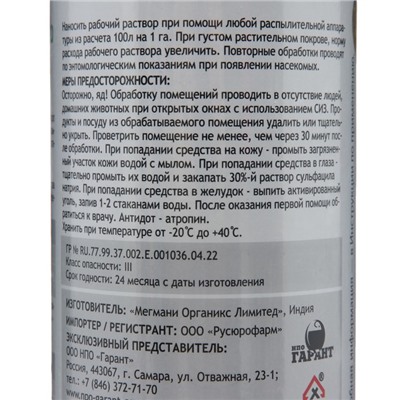 Наносить рабочий раствор при помощи любой распылительной аппара-
туры из расчета 100л на 1 га. При густом растительном покрове, норму
расхода рабочего раствора увеличить. Повторные обработки проводят
по энтомологическим показаниям при появлении насекомых.
МЕРЫ ПРЕДОСТОРОЖНОСТИ:
Осторожно, яд! Обработку помещений проводить в отсутствие людей,
домашних животных при открытых окнах с использованием СИЗ. Про-
дукты и посуду из обрабатываемого помещения удалить или тщатель-
но укрыть. Проветрить помещение не менее, чем через 30 минут пос-
ле обработки. При попадании средства на кожу - промыть загрязнен-
ный участок кожи водой с мылом. При попадании средства в глаза -
тщательно промыть их водой и закапать 30%-й раствор сульфацила
натрия. При попадании средства в желудок - выпить активированный
уголь, запив 1-2 стаканами воды. После оказания первой помощи об-
ратиться к врачу. Антидот - атропин.
Хранить при температуре от -20°С до +40°С.
ГР № RU.77.99.37.002.Е.001036.04.22
Класс опасности: III
Срок годности: 24 месяца с даты изготовления
ИЗГОТОВИТЕЛЬ: «Мегмани Органикс Лимитед», Индия
ИМПОРТЕР / РЕГИСТРАНТ: ООО «Русюрофарм»
ЭКСКЛЮЗИВНЫЙ ПРЕДСТАВИТЕЛЬ:
ООО НПО «Гарант»
Россия, 443067, г. Самара, ул. Отважная, 23-1;
тел.: +7 (846) 372-71-70
НПО
ГАРАНТ